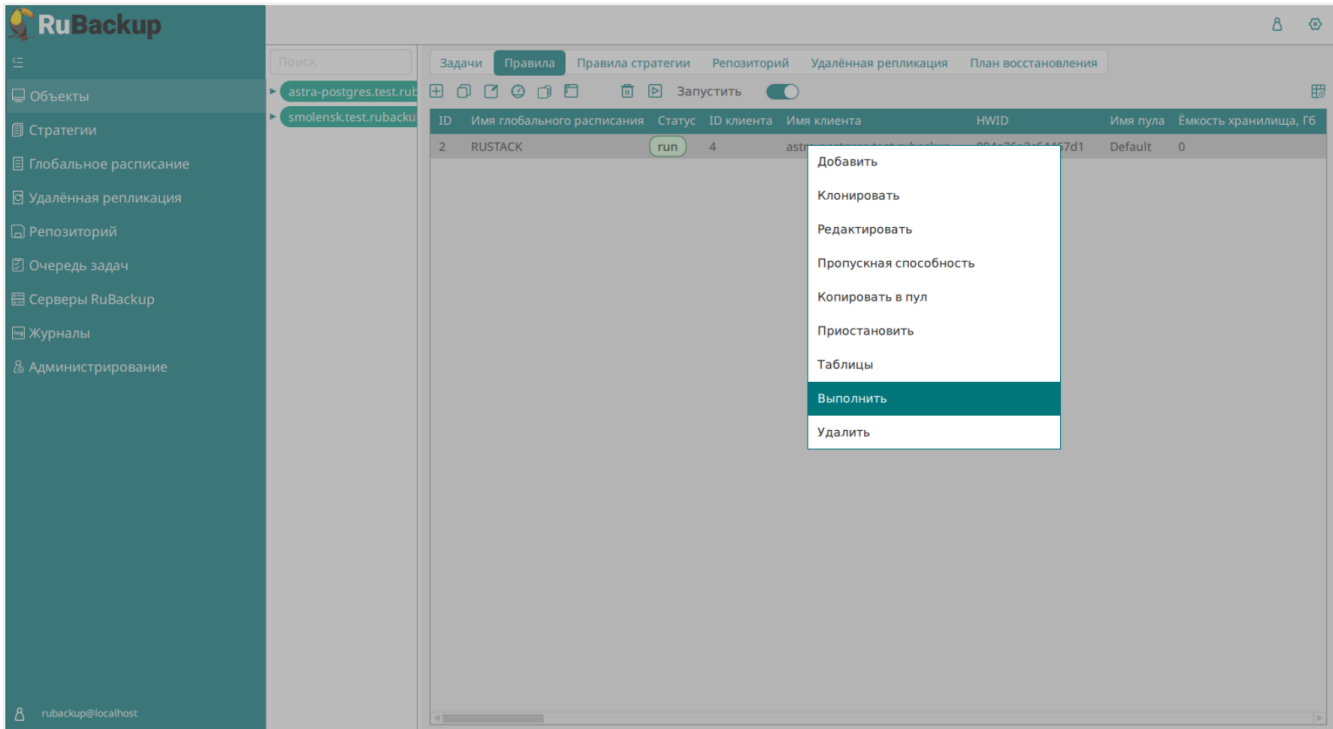 RuBackup
Поиск
Задачи Правила Правила стратегии Репозиторий Удалённая репликация План восстановления
Объекты
astra-postgres.test.rub
Запустить
smolensk.test.rubacku
ID Имя глобального расписания Статус ID клиента Имя клиента HWID Имя пула Ёмкость хранилища, Гб
Стратегии
2 RUSTACK run 4 Default 0
Глобальное расписание
Удалённая репликация
Репозиторий
Очередь задач
Серверы RuBackup
Журналы
Администрирование
Добавить
Клонировать
Редактировать
Пропускная способность
Копировать в пул
Приостановить
Таблицы
Выполнить
Удалить
rubackup@localhost